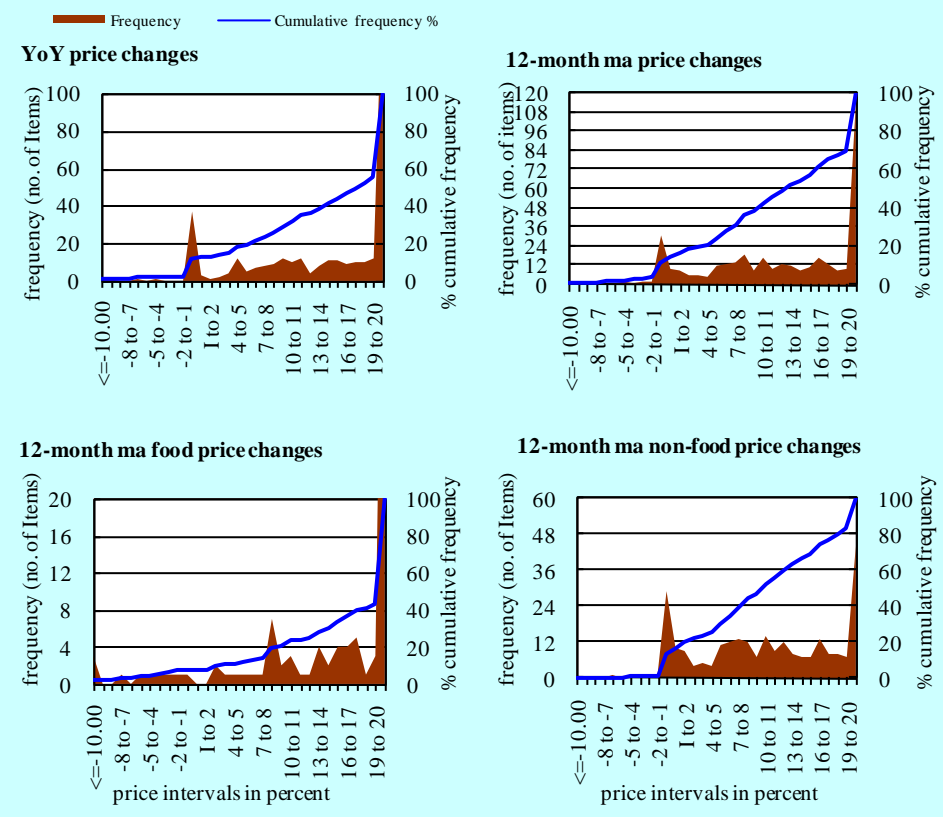 Frequency
Cumulative frequency %
YoY price changes
frequency (no. of Items)
100
80
60
40
20
0
100
80
60
40
20
0
% cumulative frequency
<=-10.00
-8 to -7
-5 to -4
-2 to -1
I to 2
4 to 5
7 to 8
10 to 11
13 to 14
16 to 17
19 to 20
12-month ma price changes
frequency (no. of items)
120
108
96
84
72
60
48
36
24
12
0
100
80
60
40
20
0
% cumulative frequency
<=-10.00
-8 to -7
-5 to -4
-2 to -1
I to 2
4 to 5
7 to 8
10 to 11
13 to 14
16 to 17
19 to 20
12-month ma food price changes
frequency (no. of Items)
20
16
12
8
4
0
100
80
60
40
20
0
% cumulative frequency
<=-10.00
-8 to -7
-5 to -4
-2 to -1
I to 2
4 to 5
7 to 8
10 to 11
13 to 14
16 to 17
19 to 20
price intervals in percent
12-month ma non-food price changes
frequency (no. of Items)
60
48
36
24
12
0
100
80
60
40
20
0
% cumulative frequency
<=-10.00
-8 to -7
-5 to -4
-2 to -1
I to 2
4 to 5
7 to 8
10 to 11
13 to 14
16 to 17
19 to 20
price intervals in percent